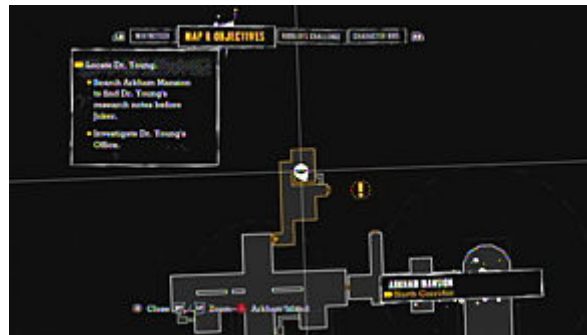 MAP & OBJECTIVES
RIDDLER'S CHALLENGE
CHARACTER BIOS
Locate Dr. Young.
Search Arkham Mansion
to find Dr. Young's
research notes before
Joker.
Investigate Dr. Young's
Office.
!
ARKHAM MANSION
North Corridor
Close
Zoom
Arkham Island